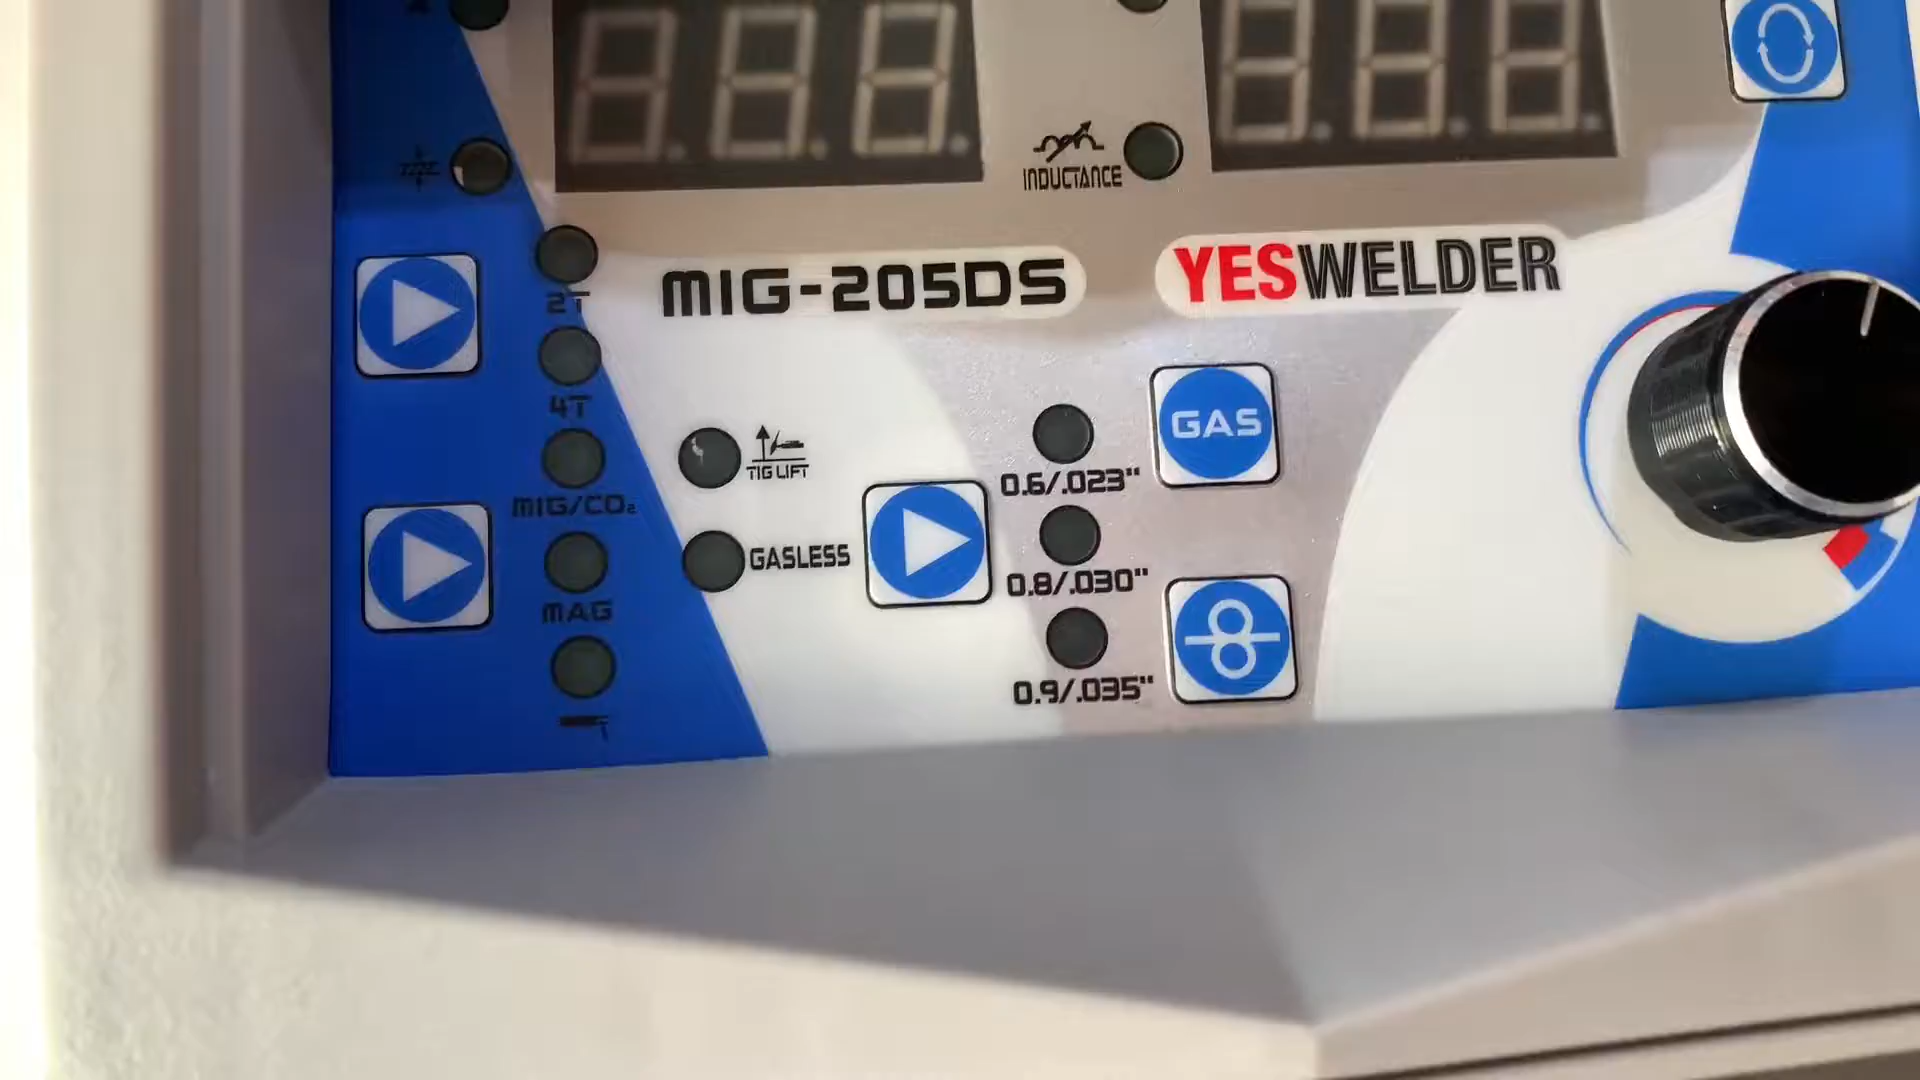 INDUCTANCE
MIG-205DS
YESWELDER
2T
4T
MIG/CO₂
MAG
TIG LIFT
GASLESS
0.6/.023"
0.8/.030"
0.9/.035"
GAS